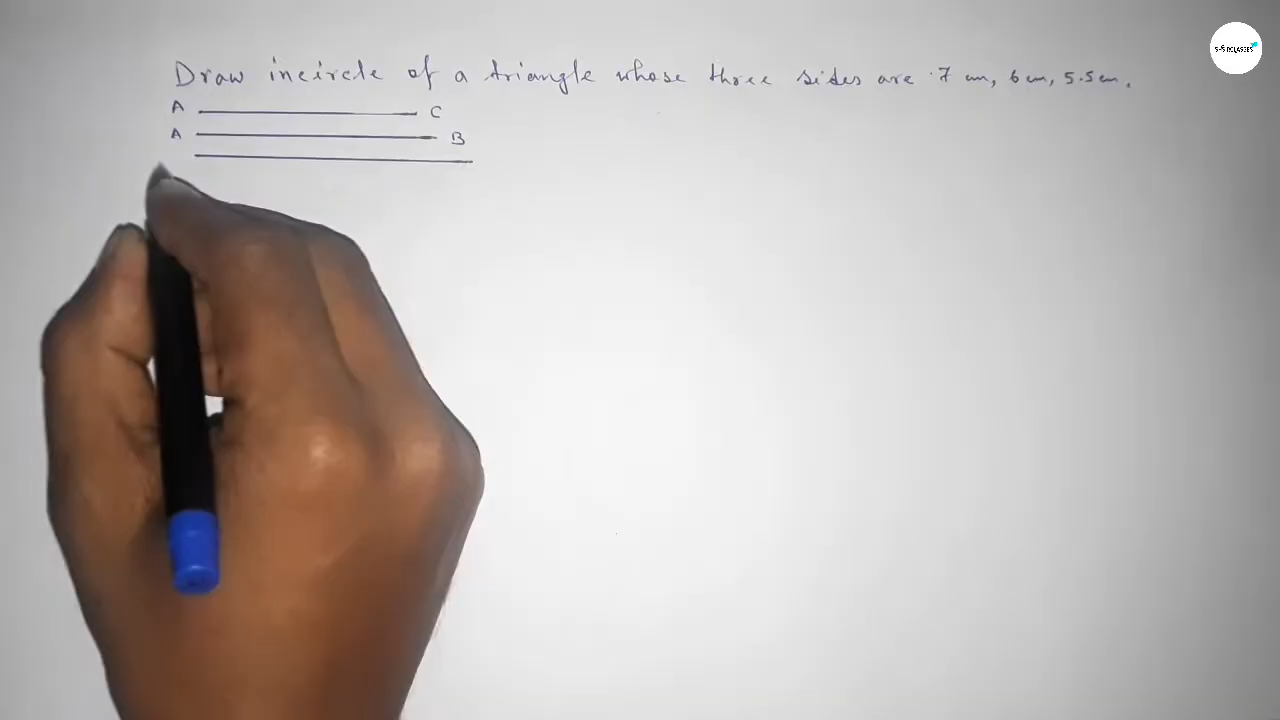 Draw incircle of a triangle whose three sides are 7 cm, 6 cm, 5.5 cm.
A C
A B